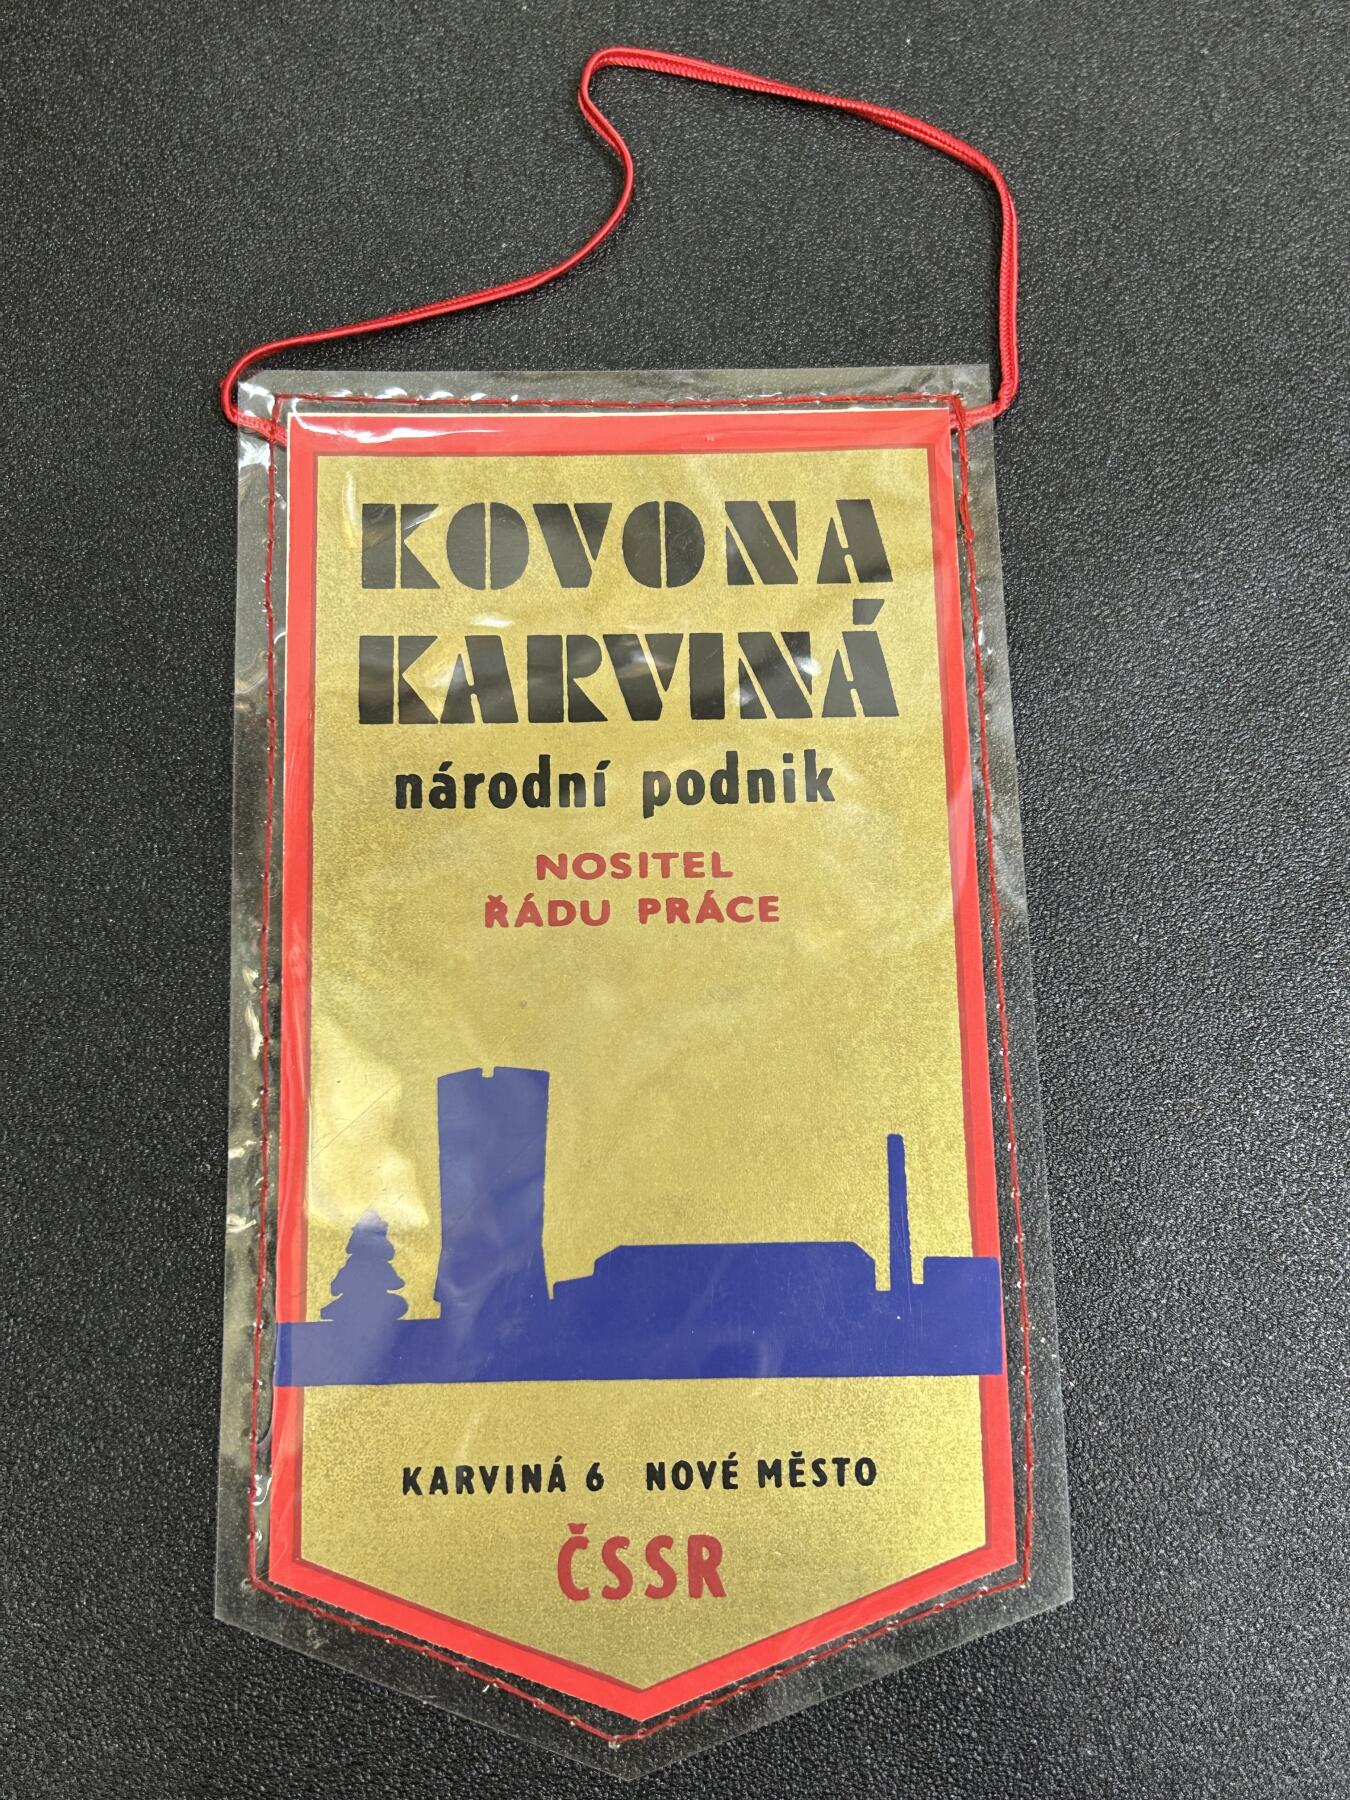 KOVONA
KARVINÁ
národní podnik
NOSITEL
ŘÁDU PRÁCE
KARVINÁ 6 NOVÉ MĚSTO
ČSSR